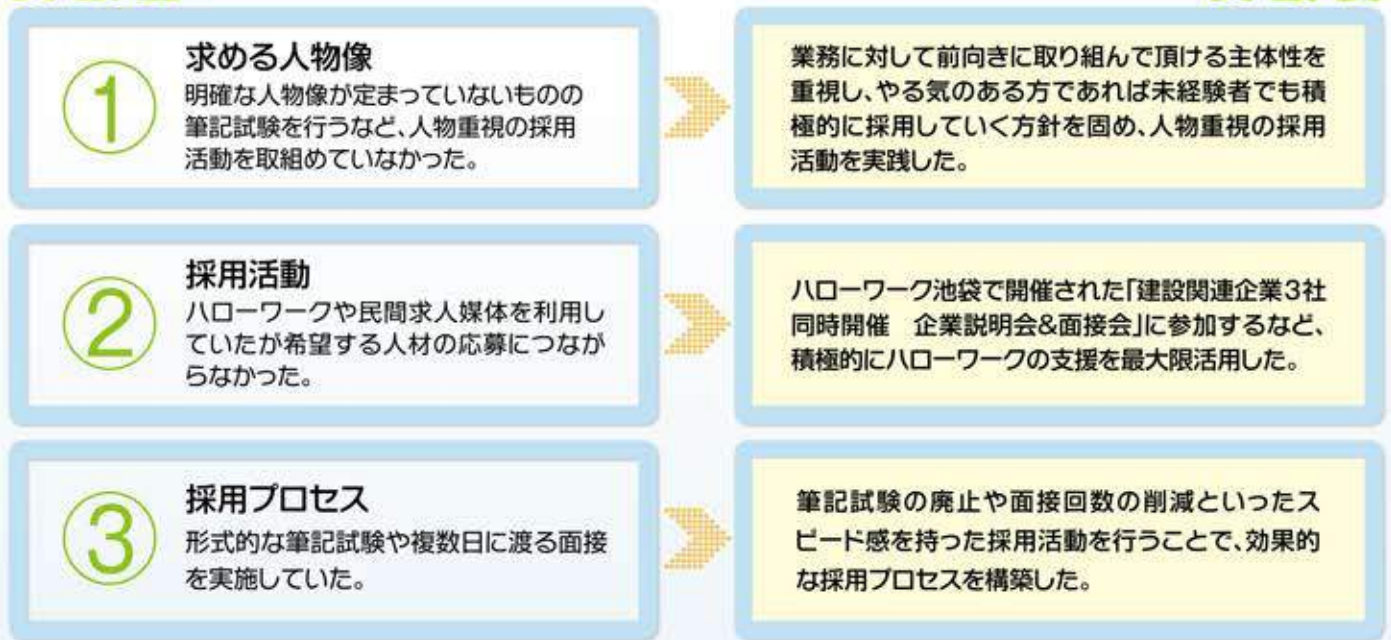 ①
求める人物像
明確な人物像が定まっていないものの
筆記試験を行うなど、人物重視の採用
活動を取組めていなかった。
業務に対して前向きに取り組んで頂ける主体性を
重視し、やる気のある方であれば未経験者でも積
極的に採用していく方針を固め、人物重視の採用
活動を実践した。
②
採用活動
ハローワークや民間求人媒体を利用し
ていたが希望する人材の応募につなが
らなかった。
ハローワーク池袋で開催された「建設関連企業3社
同時開催　企業説明会&面接会」に参加するなど、
積極的にハローワークの支援を最大限活用した。
③
採用プロセス
形式的な筆記試験や複数日に渡る面接
を実施していた。
筆記試験の廃止や面接回数の削減といったス
ピード感を持った採用活動を行うことで、効果的
な採用プロセスを構築した。